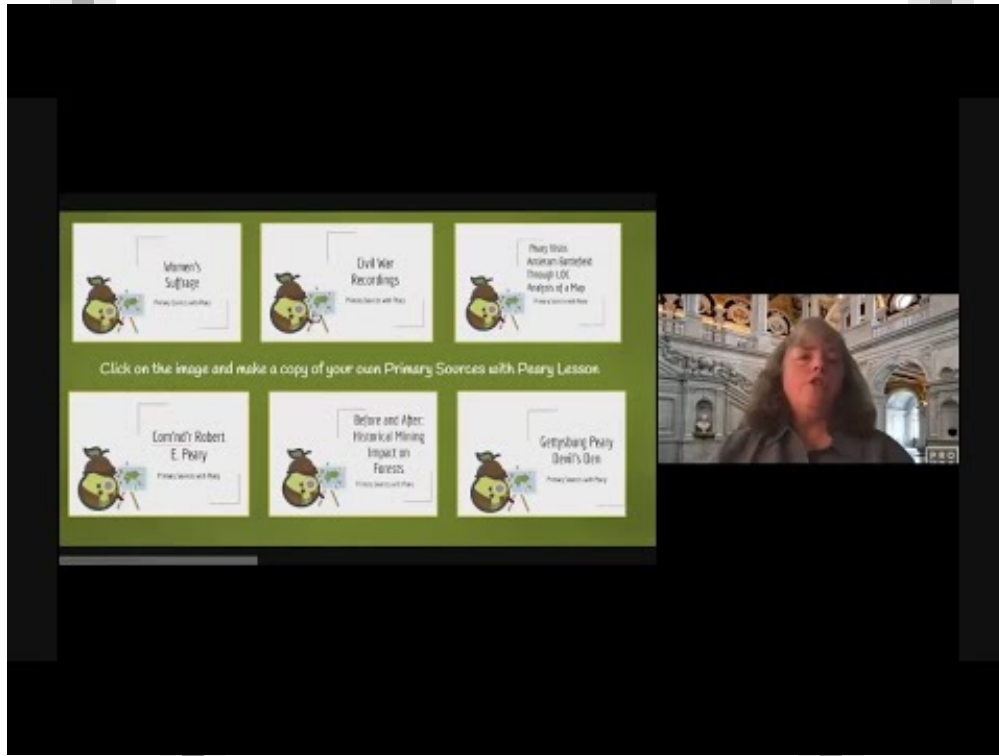 Women's
Suffrage
Primary Sources with Peary
Civil War
Recordings
Primary Sources with Peary
Peary Visits
Antietam Battlefield
Through LOC
Analysis of a Map
Primary Sources with Peary
Click on the image and make a copy of your own Primary Sources with Peary Lesson
Com'nd'r Robert
E. Peary
Primary Sources with Peary
Before and After:
Historical Mining
Impact on
Forests
Primary Sources with Peary
Gettysburg Peary
Devil's Den
Primary Sources with Peary
PRO